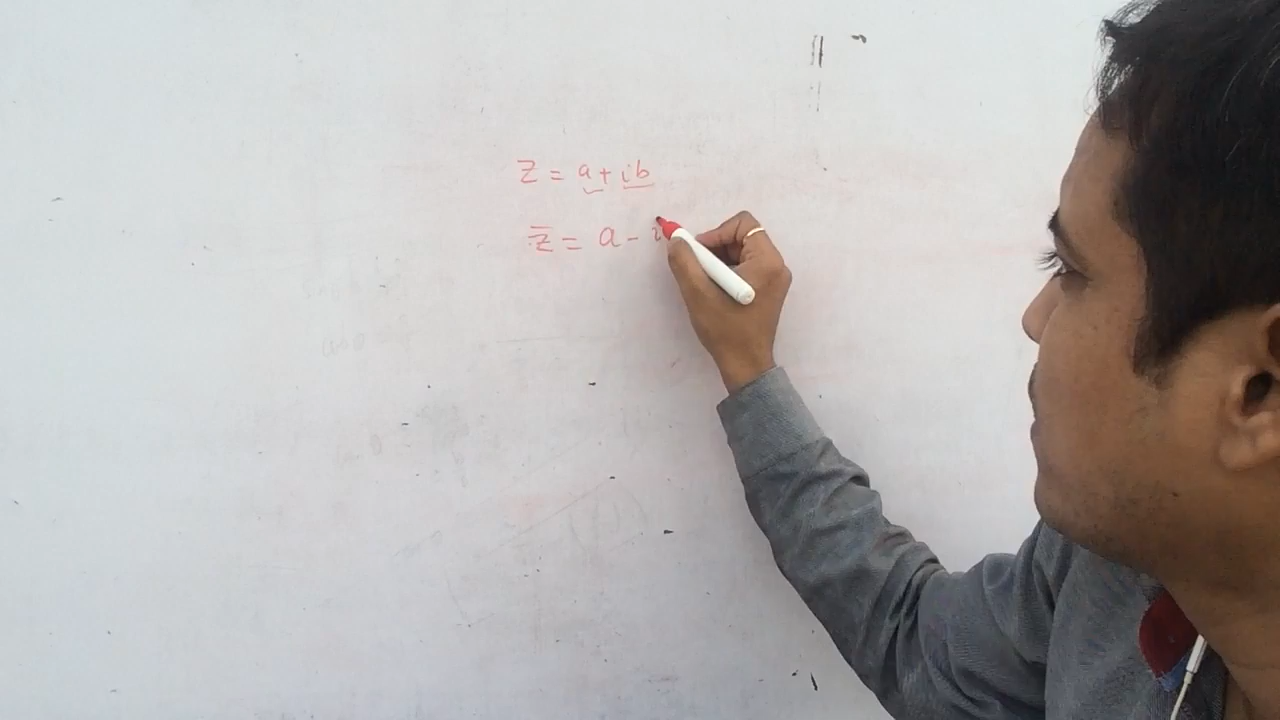 Z = a + ib
z̅ = a - i